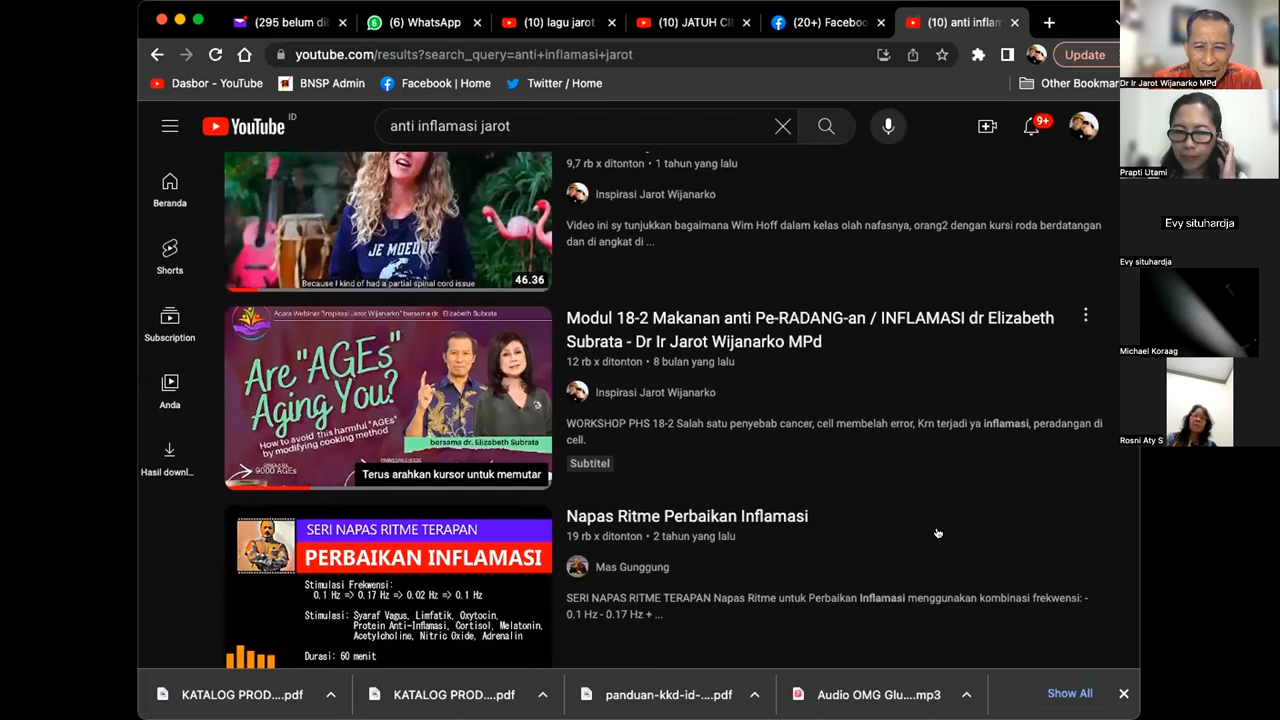 (295 belum di
(6) WhatsApp
(10) lagu jarot
(10) JATUH CI
(20+) Faceboo
(10) anti inflam
youtube.com/results?search_query=anti+inflamasi+jarot
Update
Dasbor - YouTube
BNSP Admin
Facebook | Home
Twitter / Home
Other Bookmar
YouTube
ID
anti inflamasi jarot
9+
Beranda
Shorts
Subscription
Anda
Hasil downl...
JE MOEDER
Because I kind of had a partial spinal cord issue
46.36
9,7 rb x ditonton • 1 tahun yang lalu
Inspirasi Jarot Wijanarko
Video ini sy tunjukkan bagaimana Wim Hoff dalam kelas olah nafasnya, orang2 dengan kursi roda berdatangan
dan di angkat di ...
Acara Webinar "Inspirasi Jarot Wijanarko" bersama dr. Elizabeth Subrata
Are "AGEs"
Aging You?
How to avoid this harmful "AGEs"
by modifying cooking method
bersama dr. Elizabeth Subrata
9000 AGEs
Terus arahkan kursor untuk memutar
Modul 18-2 Makanan anti Pe-RADANG-an / INFLAMASI dr Elizabeth
Subrata - Dr Ir Jarot Wijanarko MPd
12 rb x ditonton • 8 bulan yang lalu
Inspirasi Jarot Wijanarko
WORKSHOP PHS 18-2 Salah satu penyebab cancer, cell membelah error, Krn terjadi ya inflamasi, peradangan di
cell.
Subtitel
SERI NAPAS RITME TERAPAN
PERBAIKAN INFLAMASI
Stimulasi Frekwensi:
0.1 Hz => 0.17 Hz => 0.02 Hz => 0.1 Hz
Stimulasi: Syaraf Vagus, Limfatik, Oxytocin,
Protein Anti-Inflamasi, Cortisol, Melatonin,
Acetylcholine, Nitric Oxide, Adrenalin
Durasi: 60 menit
Napas Ritme Perbaikan Inflamasi
19 rb x ditonton • 2 tahun yang lalu
Mas Gunggung
SERI NAPAS RITME TERAPAN Napas Ritme untuk Perbaikan Inflamasi menggunakan kombinasi frekwensi: -
0.1 Hz - 0.17 Hz + ...
KATALOG PROD....pdf
KATALOG PROD....pdf
panduan-kkd-id-....pdf
Audio OMG Glu....mp3
Show All
Dr Ir Jarot Wijanarko MPd
Prapti Utami
Evy situhardja
Evy situhardja
Michael Koraag
Rosni Aty S